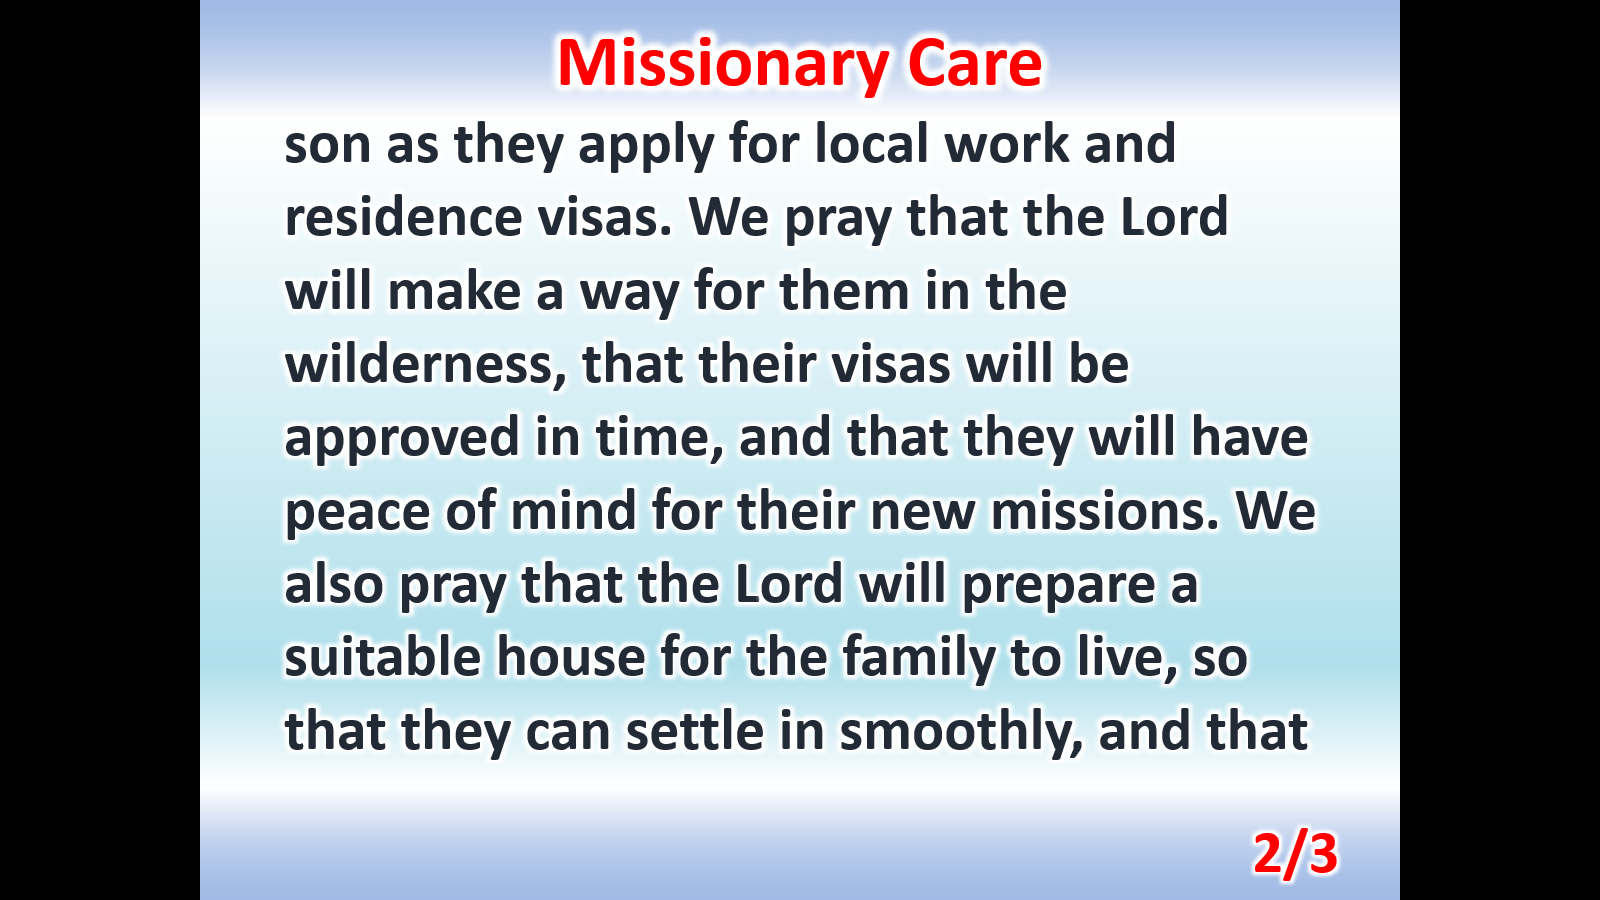 Missionary Care
son as they apply for local work and
residence visas. We pray that the Lord
will make a way for them in the
wilderness, that their visas will be
approved in time, and that they will have
peace of mind for their new missions. We
also pray that the Lord will prepare a
suitable house for the family to live, so
that they can settle in smoothly, and that
2/3